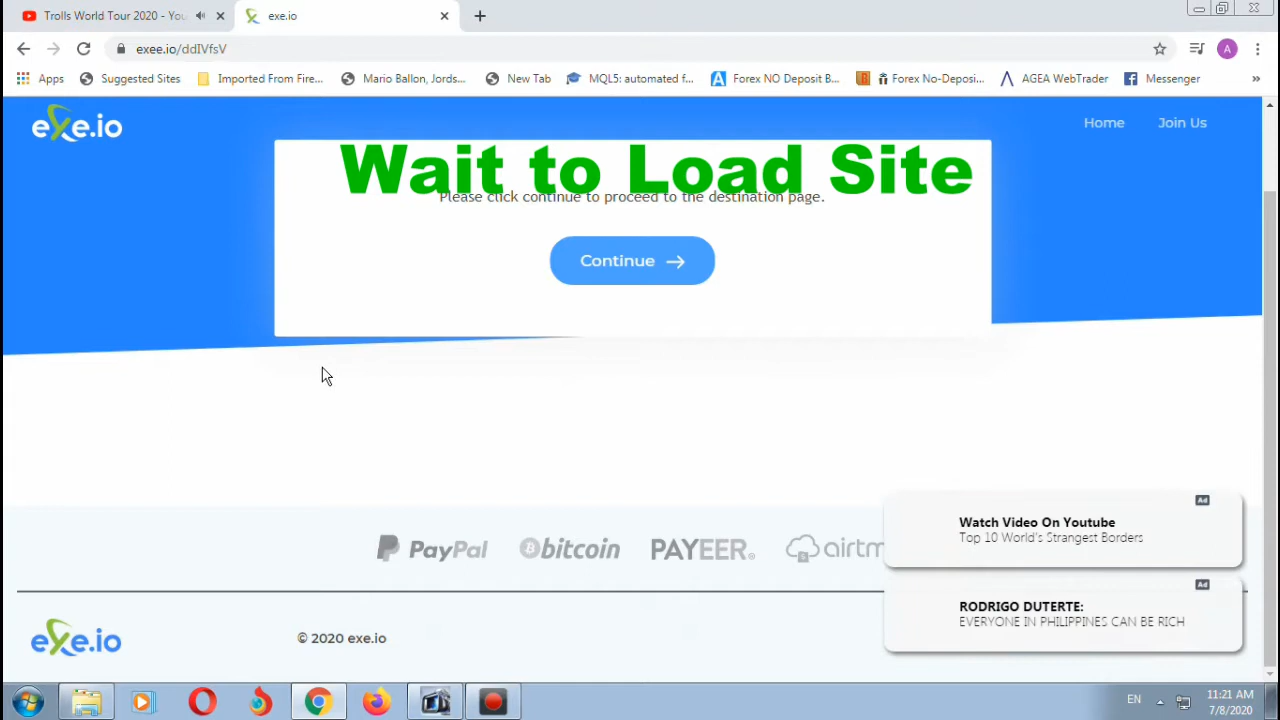 Trolls World Tour 2020 - You
exe.io
exee.io/ddIVfsV
A
Apps
Suggested Sites
Imported From Fire...
Mario Ballon, Jords...
New Tab
MQL5: automated f...
Forex NO Deposit B...
Forex No-Deposi...
AGEA WebTrader
Messenger
»
exe.io
Home
Join Us
Wait to Load Site
Please click continue to proceed to the destination page.
Continue
PayPal
bitcoin
PAYEER®
airtm
Ad
Watch Video On Youtube
Top 10 World's Strangest Borders
Ad
RODRIGO DUTERTE:
EVERYONE IN PHILIPPINES CAN BE RICH
exe.io
© 2020 exe.io
EN
11:21 AM
7/8/2020